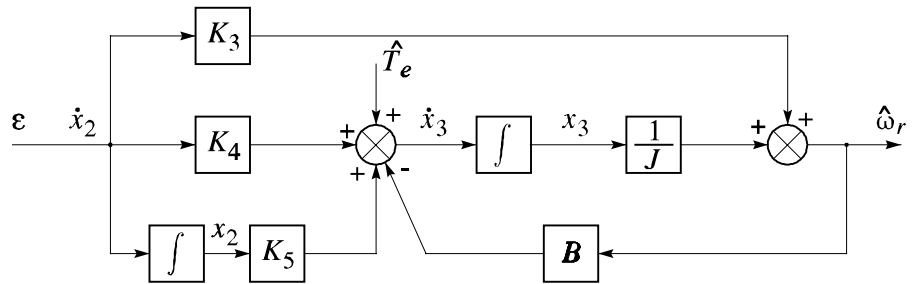 K₃
T̂ₑ
ε ẋ₂ + + ẋ₃ x₃ + + ω̂ᵣ
K₄ ∫ 1/J
+ -
x₂
∫ K₅ B